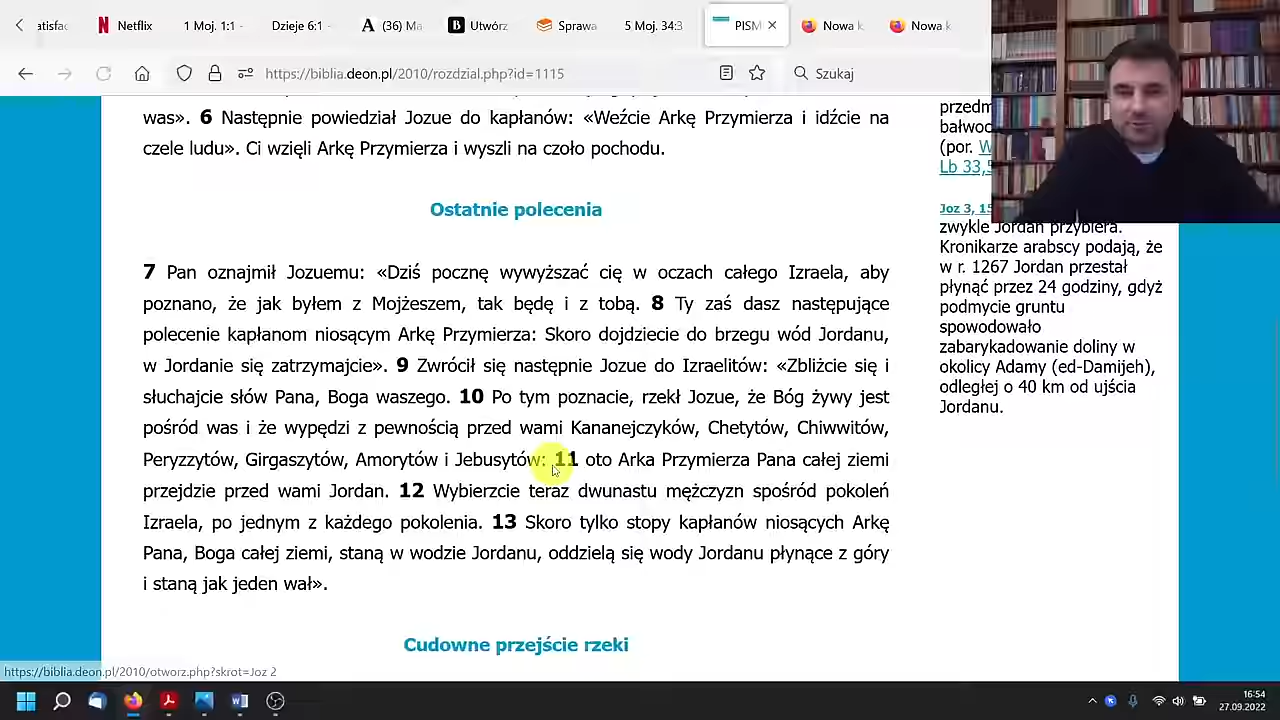 atisfac
Netflix
1 Moj. 1:1 -
Dzieje 6:1 -
A (36) Ma
B Utwórz
Sprawa
5 Moj. 34:3
PISM
Nowa k
Nowa k
https://biblia.deon.pl/2010/rozdzial.php?id=1115
Szukaj
was». 6 Następnie powiedział Jozue do kapłanów: «Weźcie Arkę Przymierza i idźcie na
czele ludu». Ci wzięli Arkę Przymierza i wyszli na czoło pochodu.
Ostatnie polecenia
7 Pan oznajmił Jozuemu: «Dziś pocznę wywyższać cię w oczach całego Izraela, aby
poznano, że jak byłem z Mojżeszem, tak będę i z tobą. 8 Ty zaś dasz następujące
polecenie kapłanom niosącym Arkę Przymierza: Skoro dojdziecie do brzegu wód Jordanu,
w Jordanie się zatrzymajcie». 9 Zwrócił się następnie Jozue do Izraelitów: «Zbliżcie się i
słuchajcie słów Pana, Boga waszego. 10 Po tym poznacie, rzekł Jozue, że Bóg żywy jest
pośród was i że wypędzi z pewnością przed wami Kananejczyków, Chetytów, Chiwwitów,
Peryzzytów, Girgaszytów, Amorytów i Jebusytów: 11 oto Arka Przymierza Pana całej ziemi
przejdzie przed wami Jordan. 12 Wybierzcie teraz dwunastu mężczyzn spośród pokoleń
Izraela, po jednym z każdego pokolenia. 13 Skoro tylko stopy kapłanów niosących Arkę
Pana, Boga całej ziemi, staną w wodzie Jordanu, oddzielą się wody Jordanu płynące z góry
i staną jak jeden wał».
Cudowne przejście rzeki
przedm
bałwoc
(por. W
Lb 33,5
Joz 3, 15
zwykle Jordan przybiera.
Kronikarze arabscy podają, że
w r. 1267 Jordan przestał
płynąć przez 24 godziny, gdyż
podmycie gruntu
spowodowało
zabarykadowanie doliny w
okolicy Adamy (ed-Damijeh),
odległej o 40 km od ujścia
Jordanu.
https://biblia.deon.pl/2010/otworz.php?skrot=Joz 2
16:54
27.09.2022